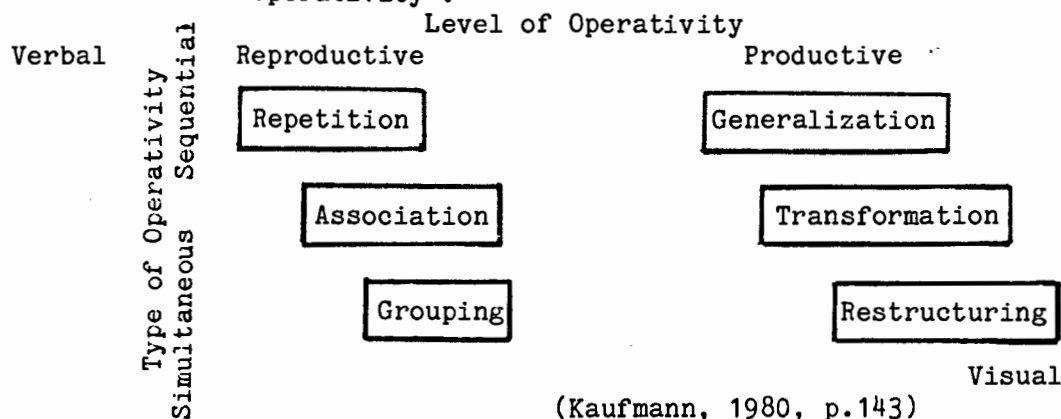 Operativity".
Level of Operativity
Verbal
Reproductive
Productive
Type of Operativity
Simultaneous Sequential
Repetition
Generalization
Association
Transformation
Grouping
Restructuring
Visual
(Kaufmann, 1980, p.143)